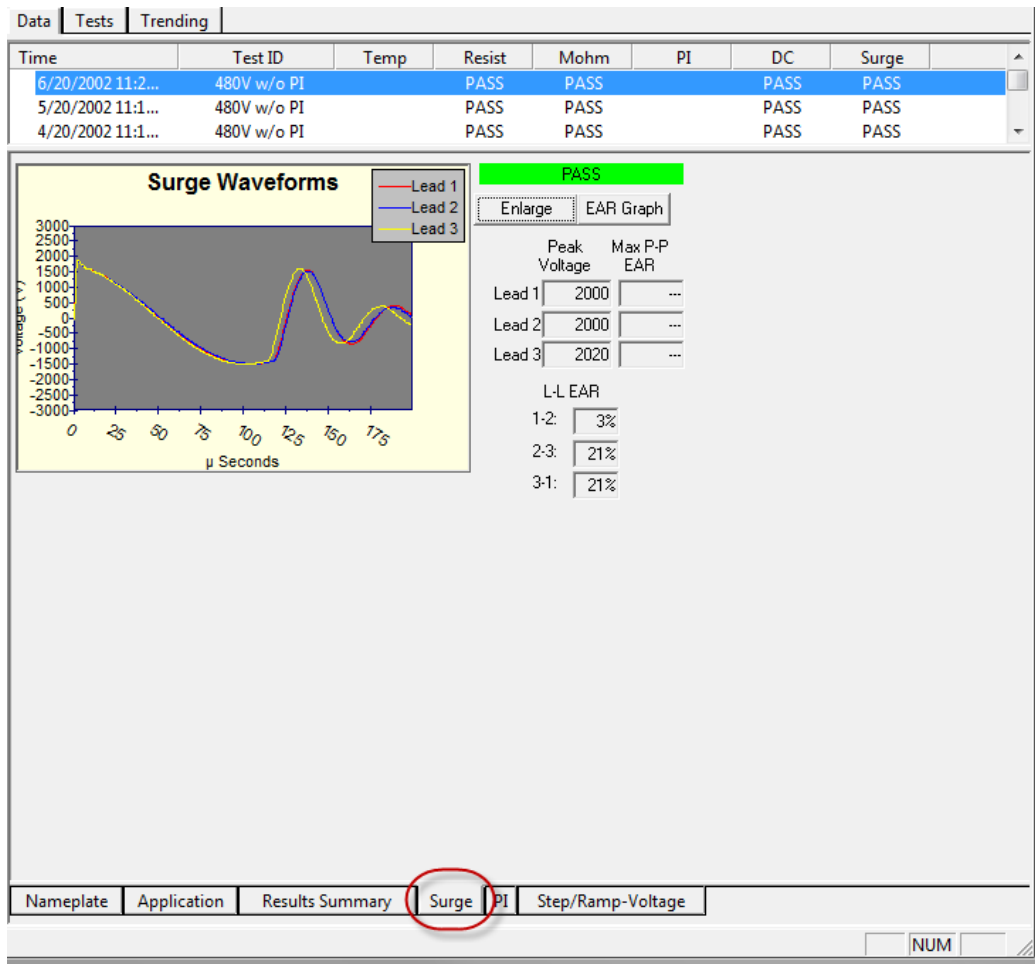 Data Tests Trending
Time Test ID Temp Resist Mohm PI DC Surge
6/20/2002 11:2... 480V w/o PI PASS PASS PASS PASS
5/20/2002 11:1... 480V w/o PI PASS PASS PASS PASS
4/20/2002 11:1... 480V w/o PI PASS PASS PASS PASS
Surge Waveforms
Lead 1
Lead 2
Lead 3
3000
2500
2000
1500
1000
500
0
-500
-1000
-1500
-2000
-2500
-3000
Voltage (V)
0 25 50 75 100 125 150 175
µ Seconds
PASS
Enlarge EAR Graph
Peak Voltage Max P-P EAR
Lead 1 2000 ---
Lead 2 2000 ---
Lead 3 2020 ---
L-L EAR
1-2: 3%
2-3: 21%
3-1: 21%
Nameplate Application Results Summary Surge PI Step/Ramp-Voltage
NUM